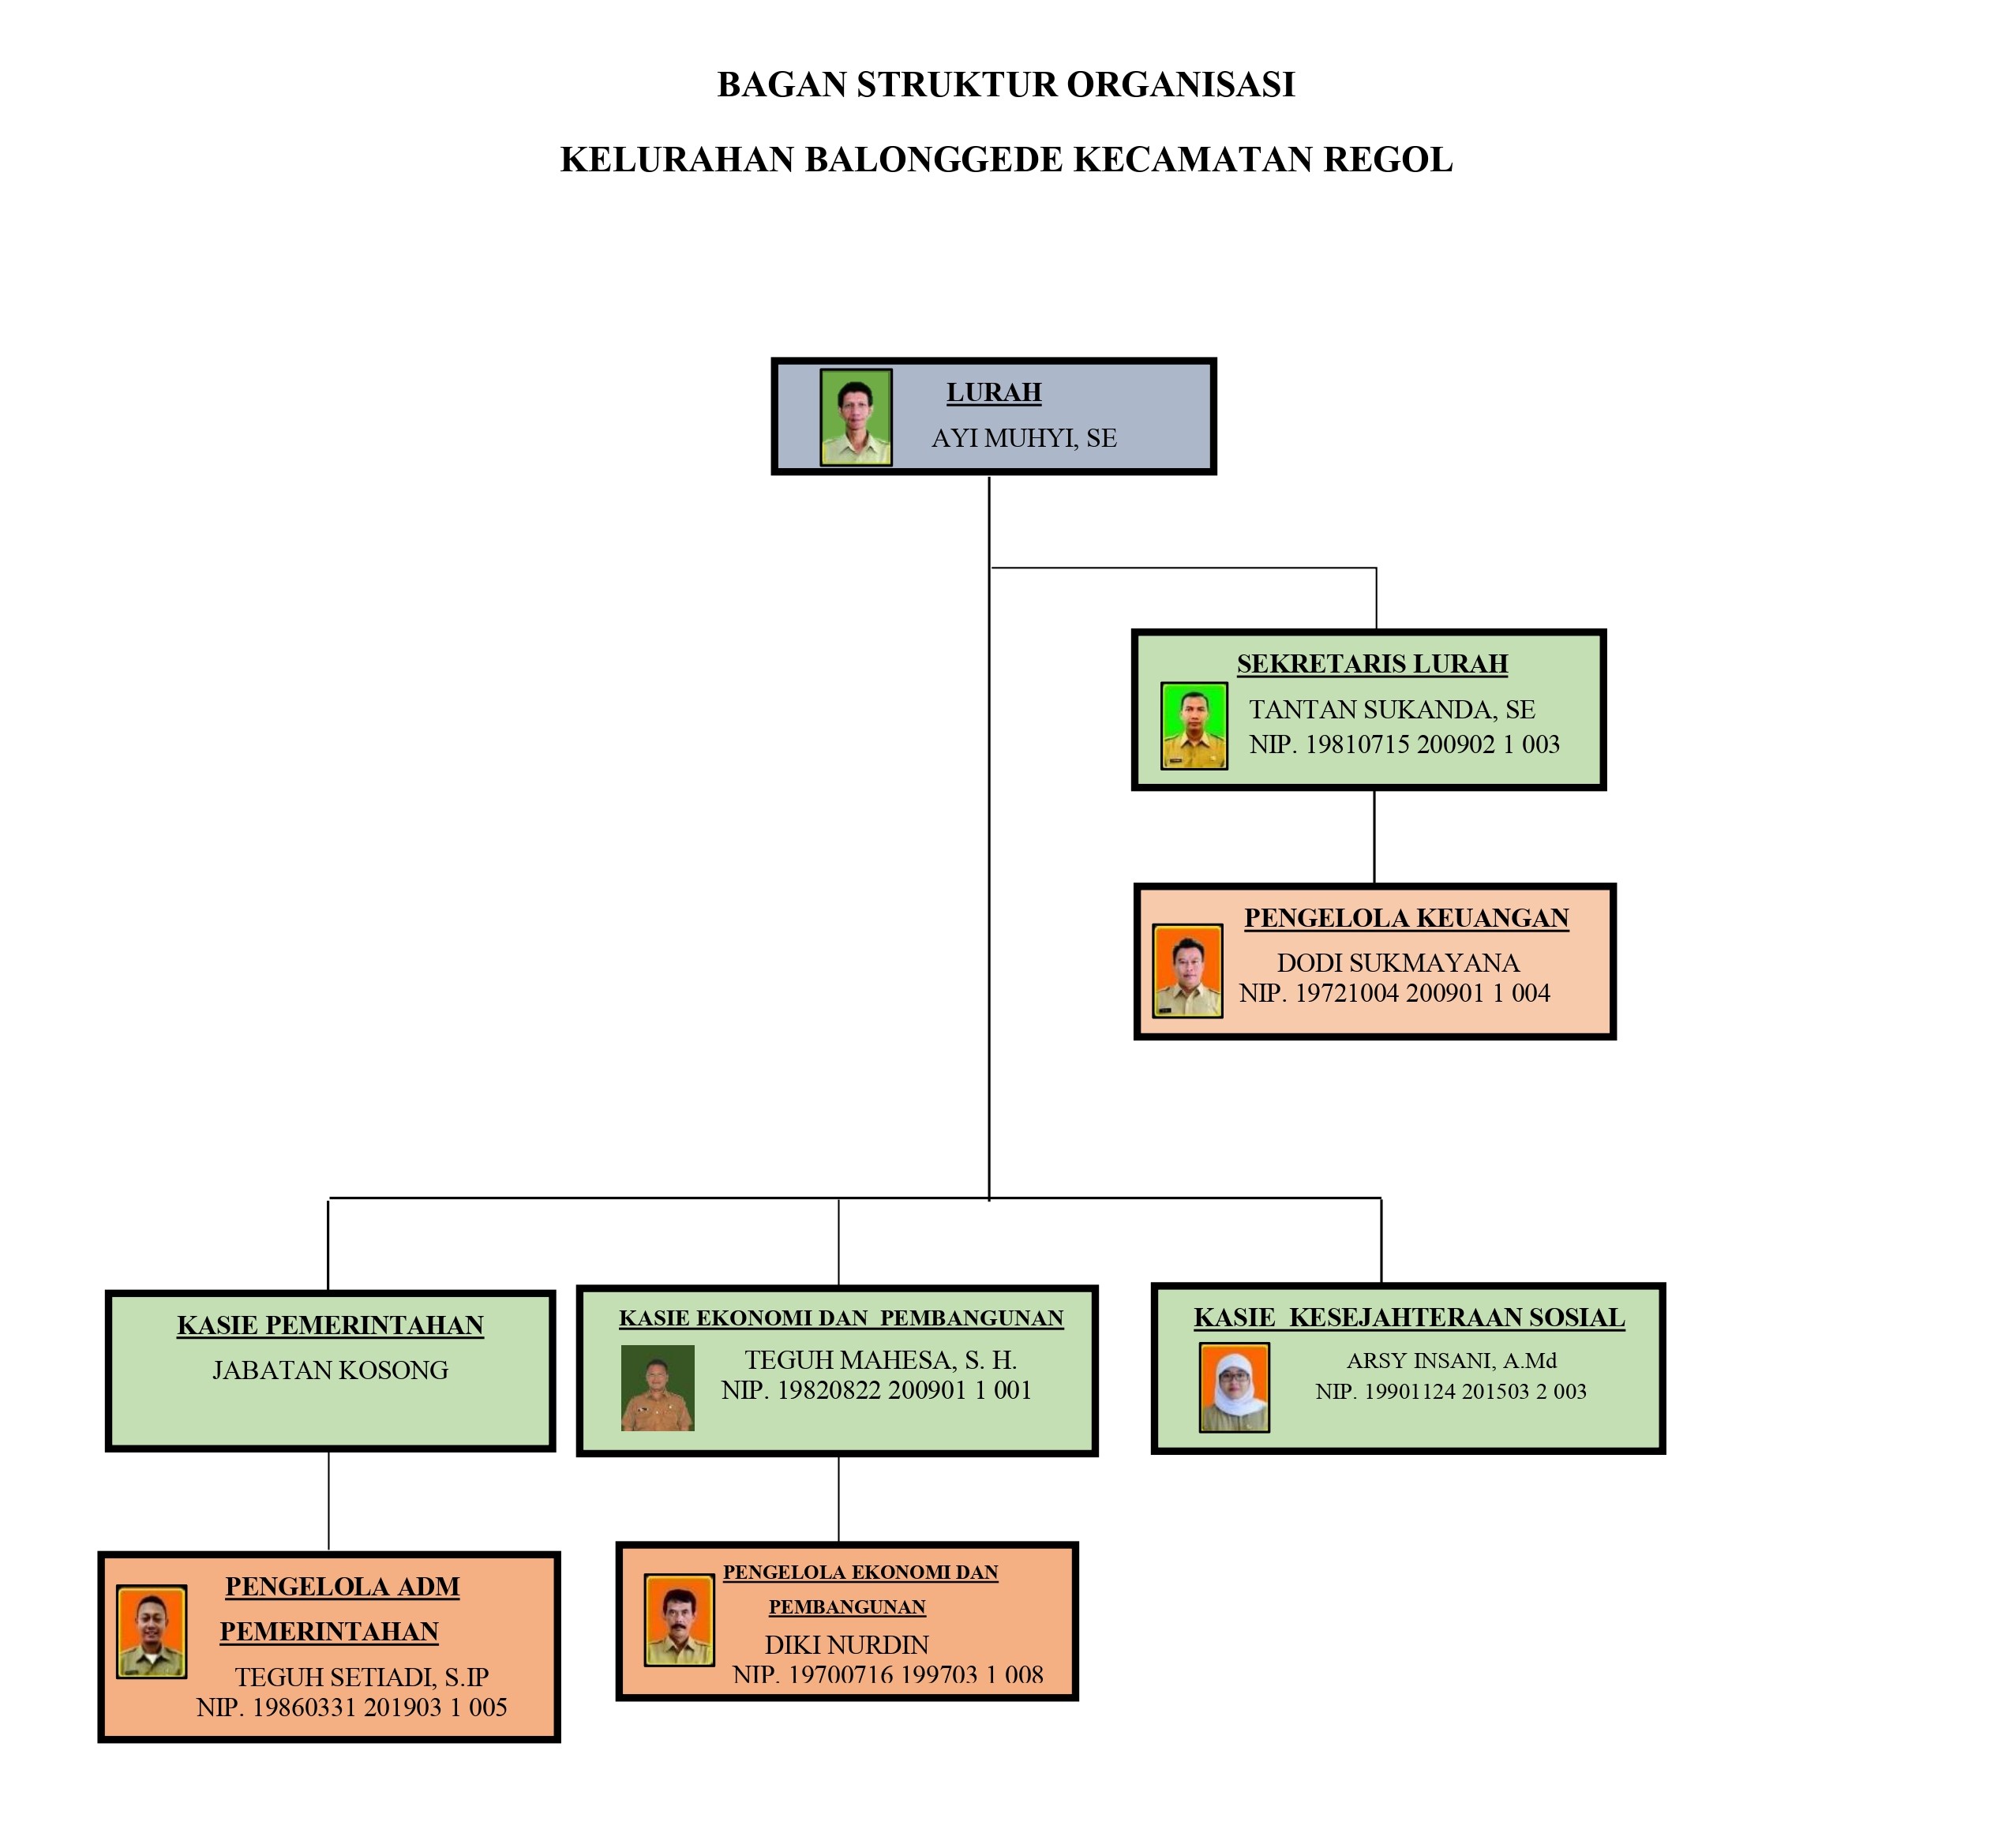 BAGAN STRUKTUR ORGANISASI
KELURAHAN BALONGGEDE KECAMATAN REGOL
LURAH
AYI MUHYI, SE
SEKRETARIS LURAH
TANTAN SUKANDA, SE
NIP. 19810715 200902 1 003
PENGELOLA KEUANGAN
DODI SUKMAYANA
NIP. 19721004 200901 1 004
KASIE PEMERINTAHAN
JABATAN KOSONG
KASIE EKONOMI DAN  PEMBANGUNAN
TEGUH MAHESA, S. H.
NIP. 19820822 200901 1 001
KASIE  KESEJAHTERAAN SOSIAL
ARSY INSANI, A.Md
NIP. 19901124 201503 2 003
PENGELOLA ADM
PEMERINTAHAN
TEGUH SETIADI, S.IP
NIP. 19860331 201903 1 005
PENGELOLA EKONOMI DAN
PEMBANGUNAN
DIKI NURDIN
NIP. 19700716 199703 1 008